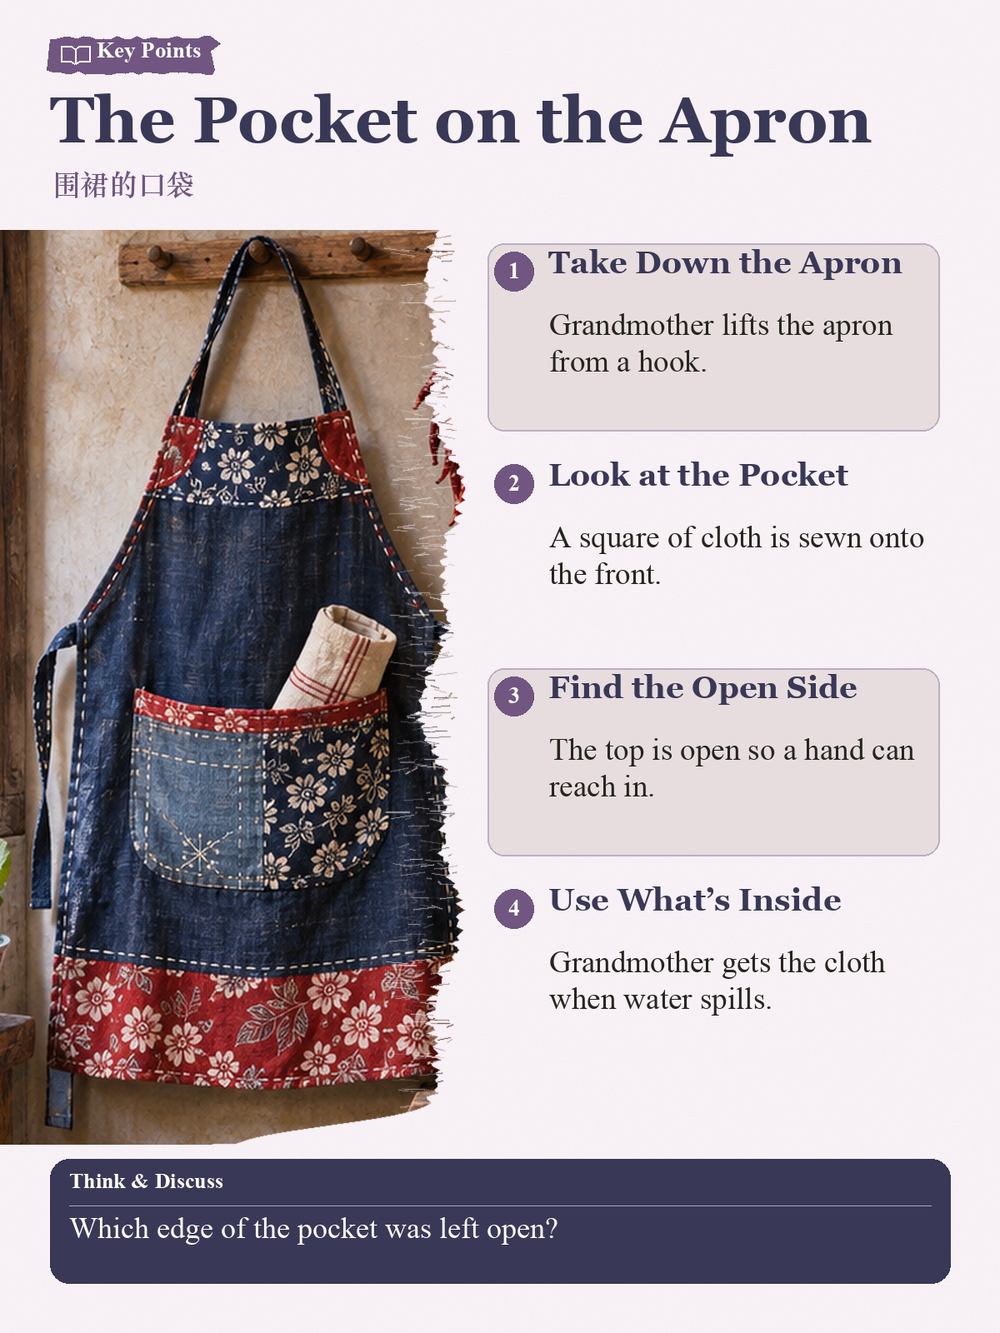 Key Points
The Pocket on the Apron
围裙的口袋
1 Take Down the Apron
Grandmother lifts the apron
from a hook.
2 Look at the Pocket
A square of cloth is sewn onto
the front.
3 Find the Open Side
The top is open so a hand can
reach in.
4 Use What’s Inside
Grandmother gets the cloth
when water spills.
Think & Discuss
Which edge of the pocket was left open?